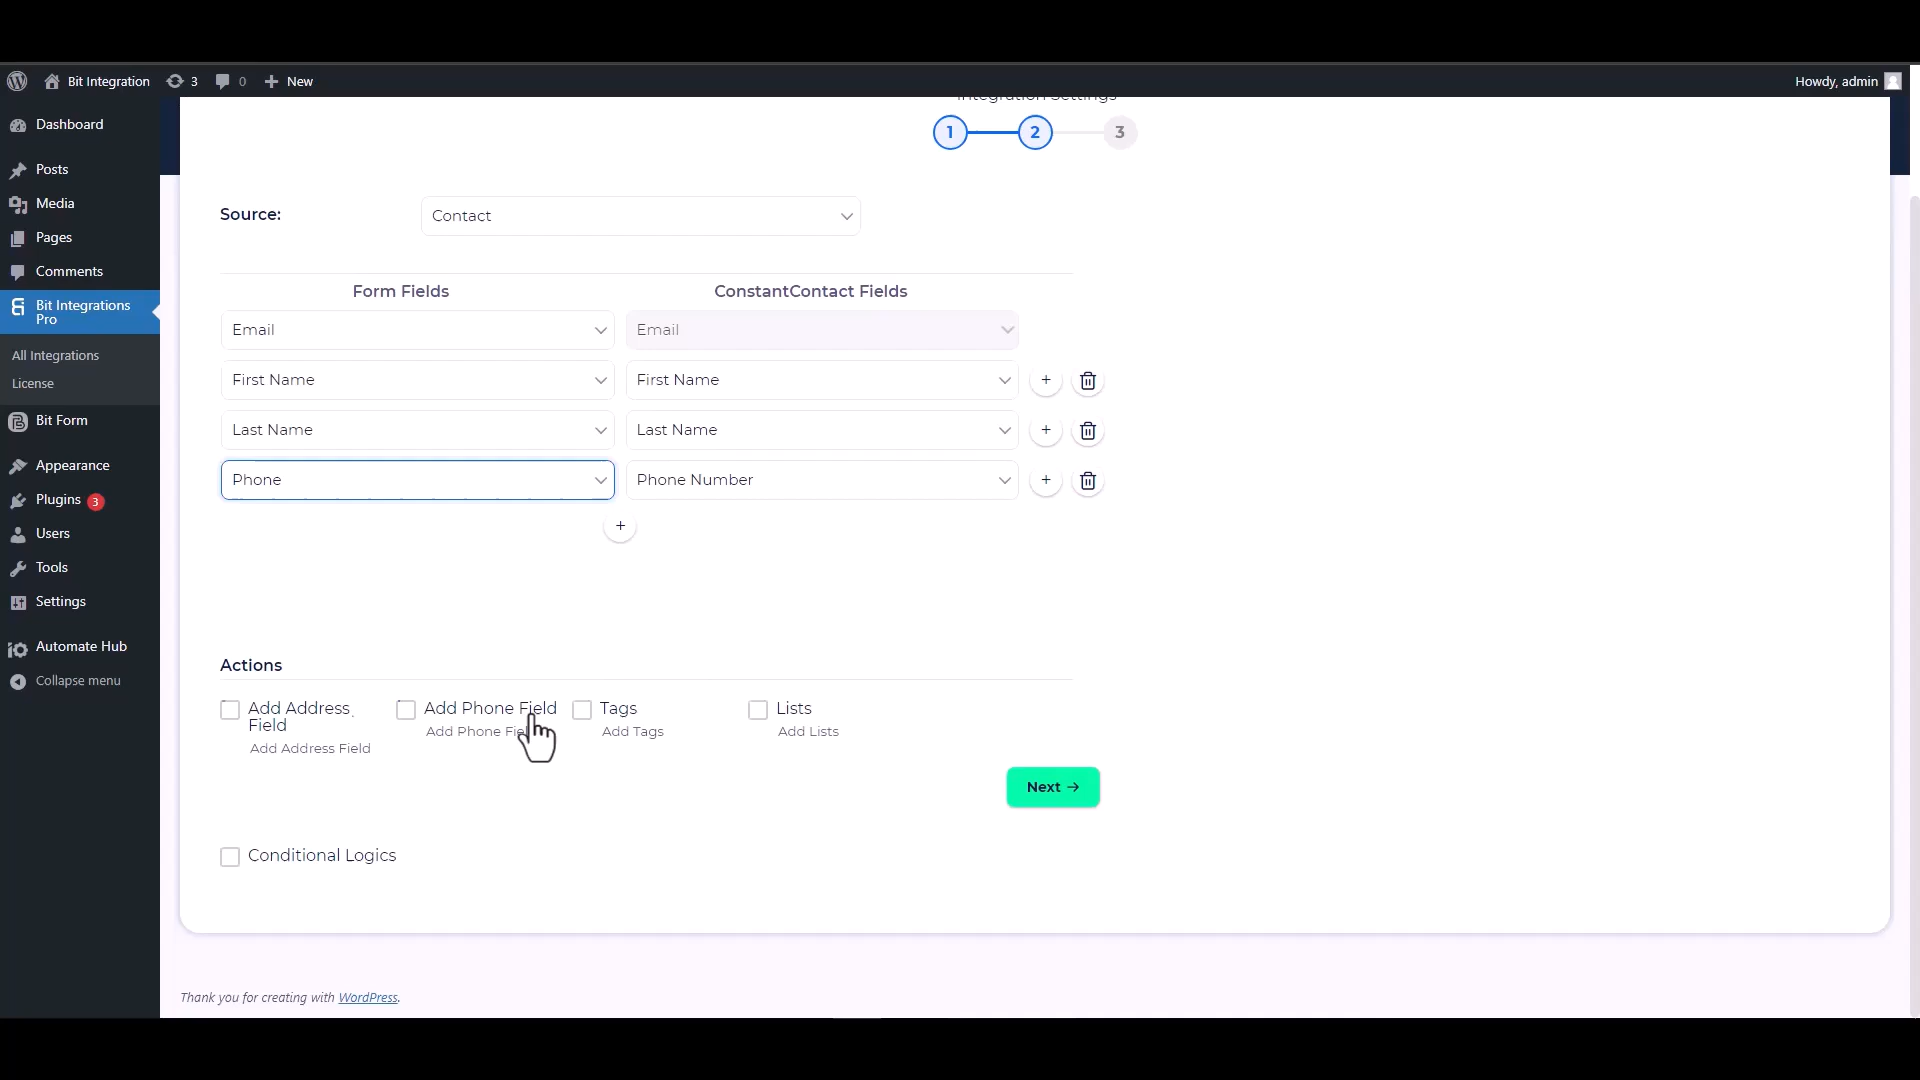 Bit Integration
3
0
New
Howdy, admin
Dashboard
Posts
Media
Pages
Comments
Bit Integrations
Pro
All Integrations
License
Bit Form
Appearance
Plugins 3
Users
Tools
Settings
Automate Hub
Collapse menu
Integration Settings
1
2
3
Source:
Contact
Form Fields
ConstantContact Fields
Email
Email
First Name
First Name
+
Last Name
Last Name
+
Phone
Phone Number
+
+
Actions
Add Address
Field
Add Address Field
Add Phone Field
Add Phone
Tags
Add Tags
Lists
Add Lists
Next →
Conditional Logics
Thank you for creating with WordPress.